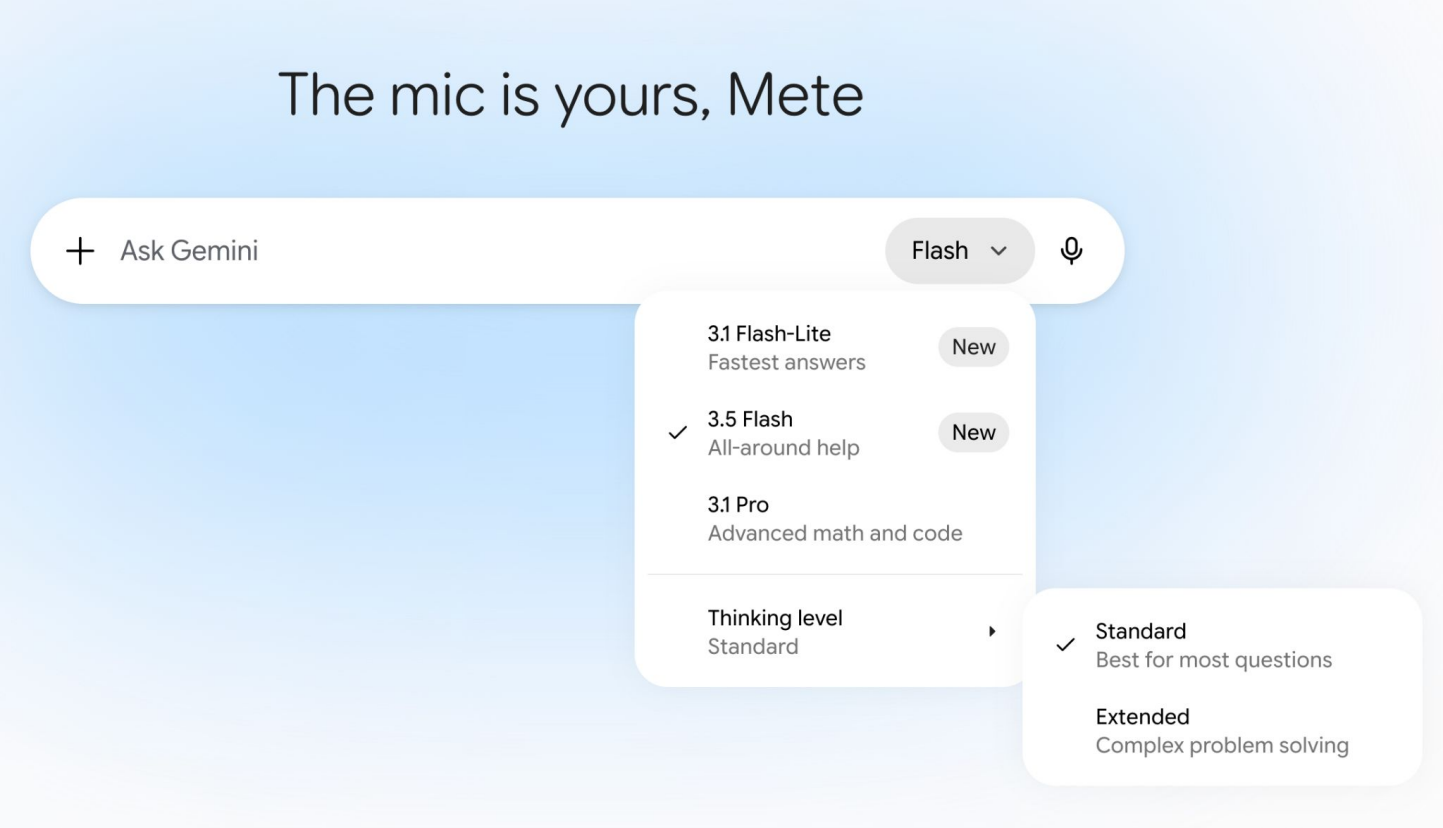 The mic is yours, Mete
Ask Gemini
Flash
3.1 Flash-Lite
Fastest answers
New
3.5 Flash
All-around help
New
3.1 Pro
Advanced math and code
Thinking level
Standard
Standard
Best for most questions
Extended
Complex problem solving